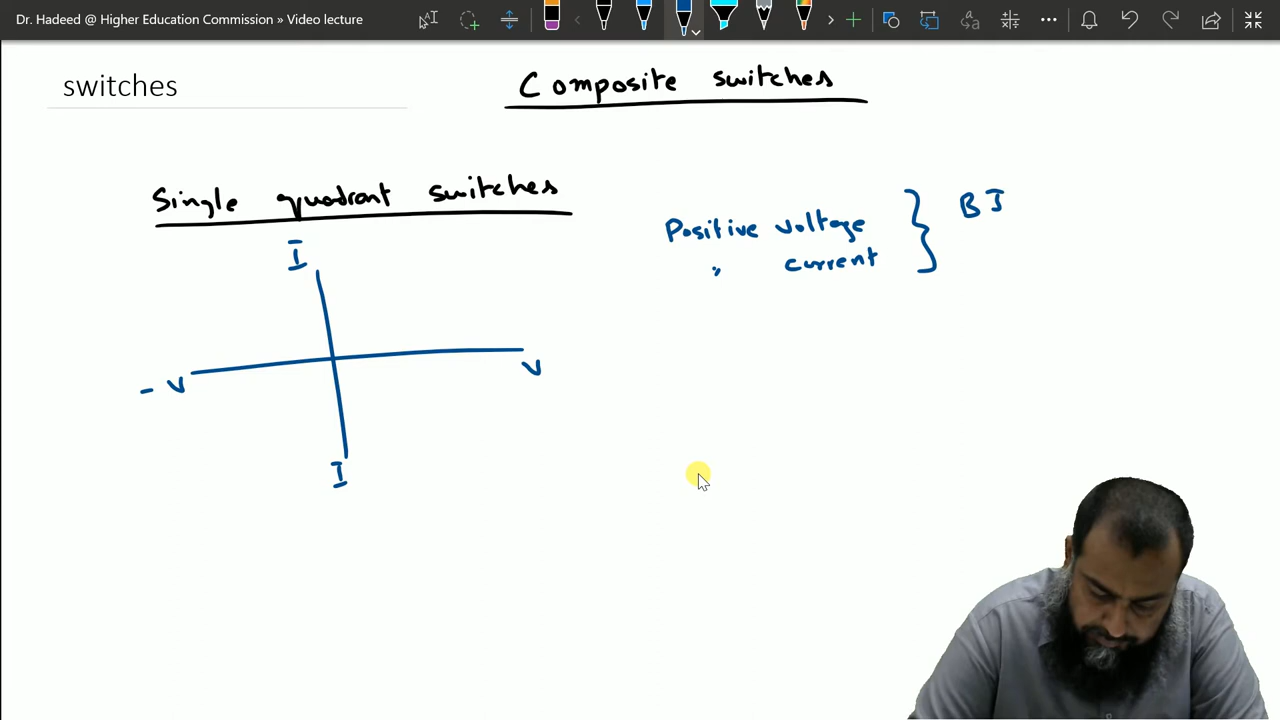 Dr. Hadeed @ Higher Education Commission » Video lecture
switches
Composite switches
Single quadrant switches
Positive voltage
" current
} BJ
I
- V
V
I